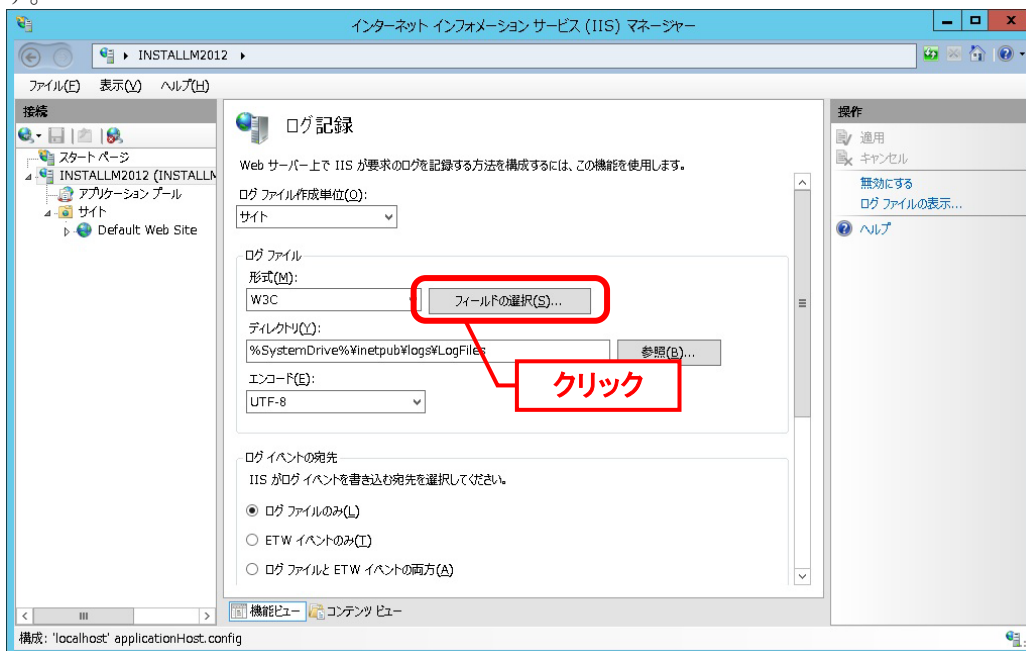 す。
インターネット インフォメーション サービス (IIS) マネージャー
INSTALLM2012
ファイル(F) 表示(V) ヘルプ(H)
接続
スタート ページ
INSTALLM2012 (INSTALLM
アプリケーション プール
サイト
Default Web Site
ログ記録
Web サーバー上で IIS が要求のログを記録する方法を構成するには、この機能を使用します。
ログ ファイル作成単位(O):
サイト
ログ ファイル
形式(M):
W3C
フィールドの選択(S)...
ディレクトリ(Y):
%SystemDrive%¥inetpub¥logs¥LogFiles
参照(B)...
クリック
エンコード(E):
UTF-8
ログ イベントの宛先
IIS がログ イベントを書き込む宛先を選択してください。
ログ ファイルのみ(L)
ETW イベントのみ(T)
ログ ファイルと ETW イベントの両方(A)
機能ビュー コンテンツ ビュー
操作
適用
キャンセル
無効にする
ログ ファイルの表示...
ヘルプ
構成: 'localhost' applicationHost.config